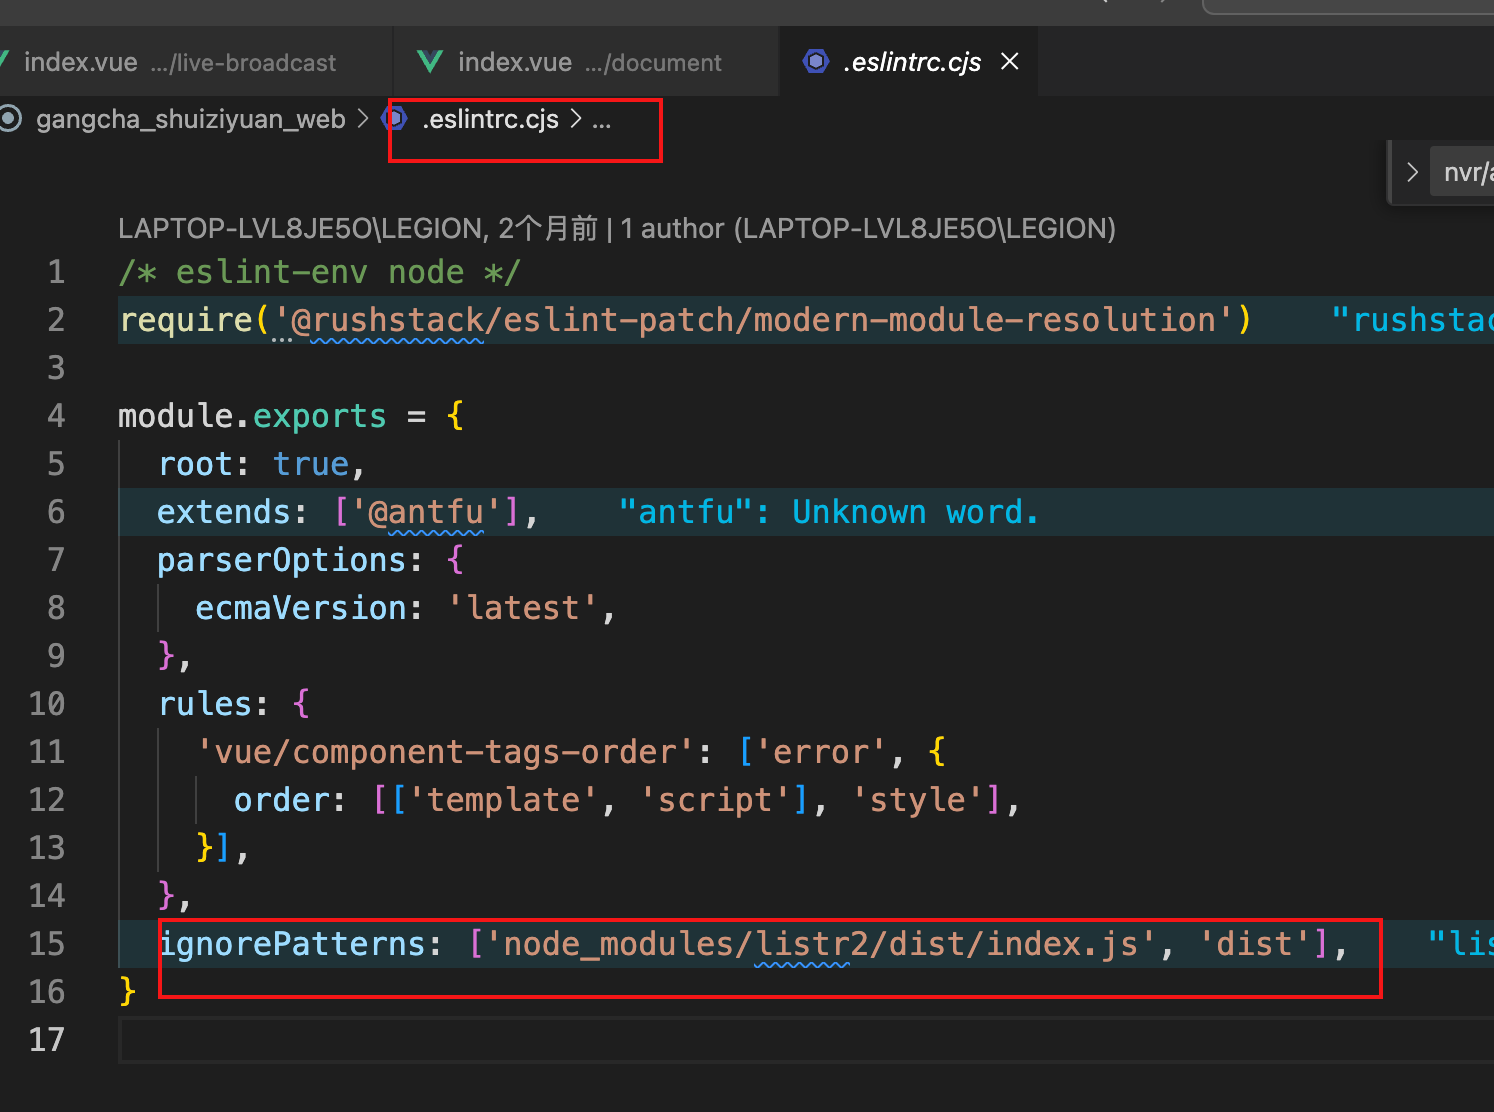 index.vue .../live-broadcast index.vue .../document .eslintrc.cjs
gangcha_shuiziyuan_web > .eslintrc.cjs > ...
nvr/
LAPTOP-LVL8JE5O\LEGION, 2个月前 | 1 author (LAPTOP-LVL8JE5O\LEGION)
1 /* eslint-env node */
2 require('@rushstack/eslint-patch/modern-module-resolution') "rushstac
3
4 module.exports = {
5 root: true,
6 extends: ['@antfu'], "antfu": Unknown word.
7 parserOptions: {
8 ecmaVersion: 'latest',
9 },
10 rules: {
11 'vue/component-tags-order': ['error', {
12 order: [['template', 'script'], 'style'],
13 }],
14 },
15 ignorePatterns: ['node_modules/listr2/dist/index.js', 'dist'], "lis
16 }
17